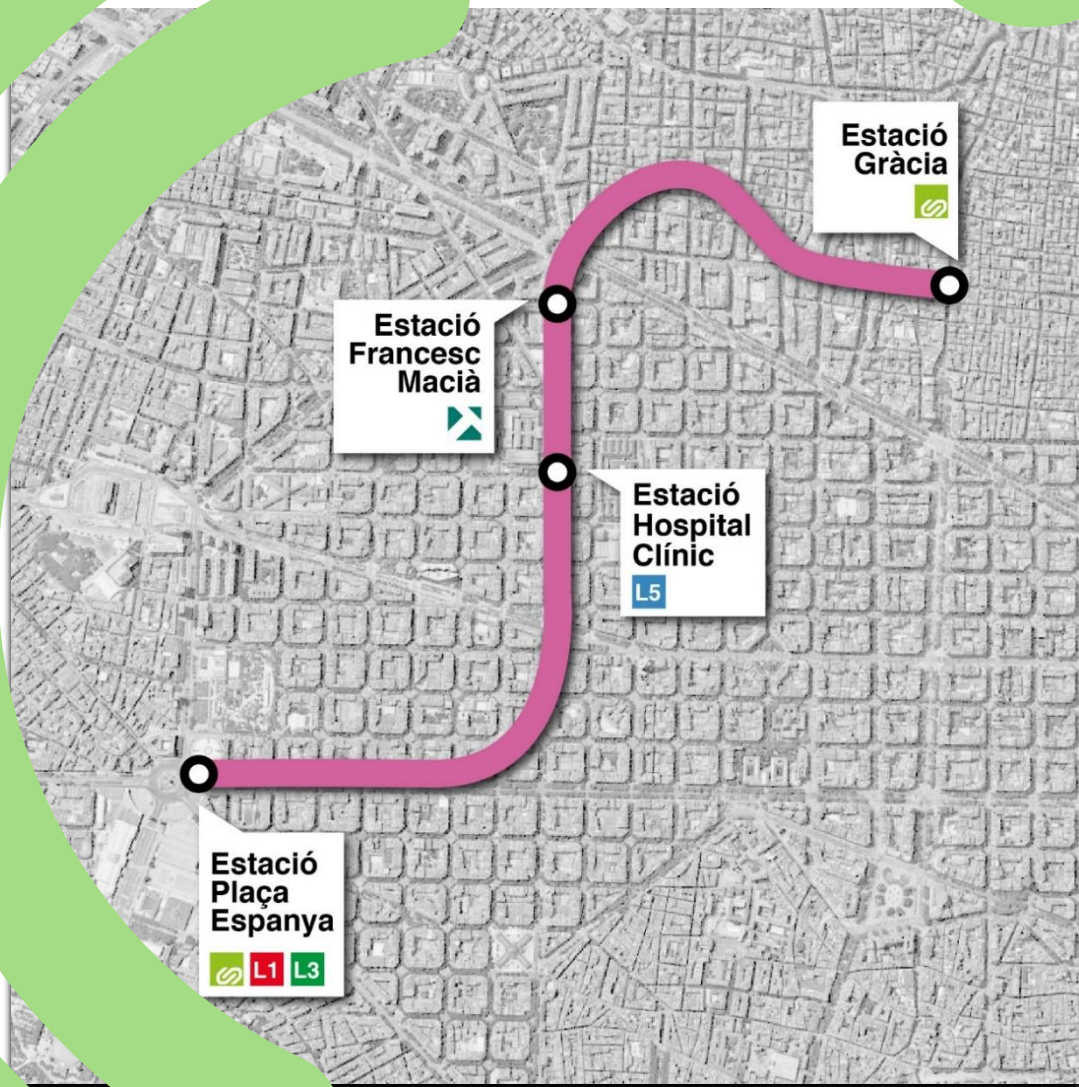 Estació
Gràcia
Estació
Francesc
Macià
Estació
Hospital
Clínic
L5
Estació
Plaça
Espanya
L1 L3